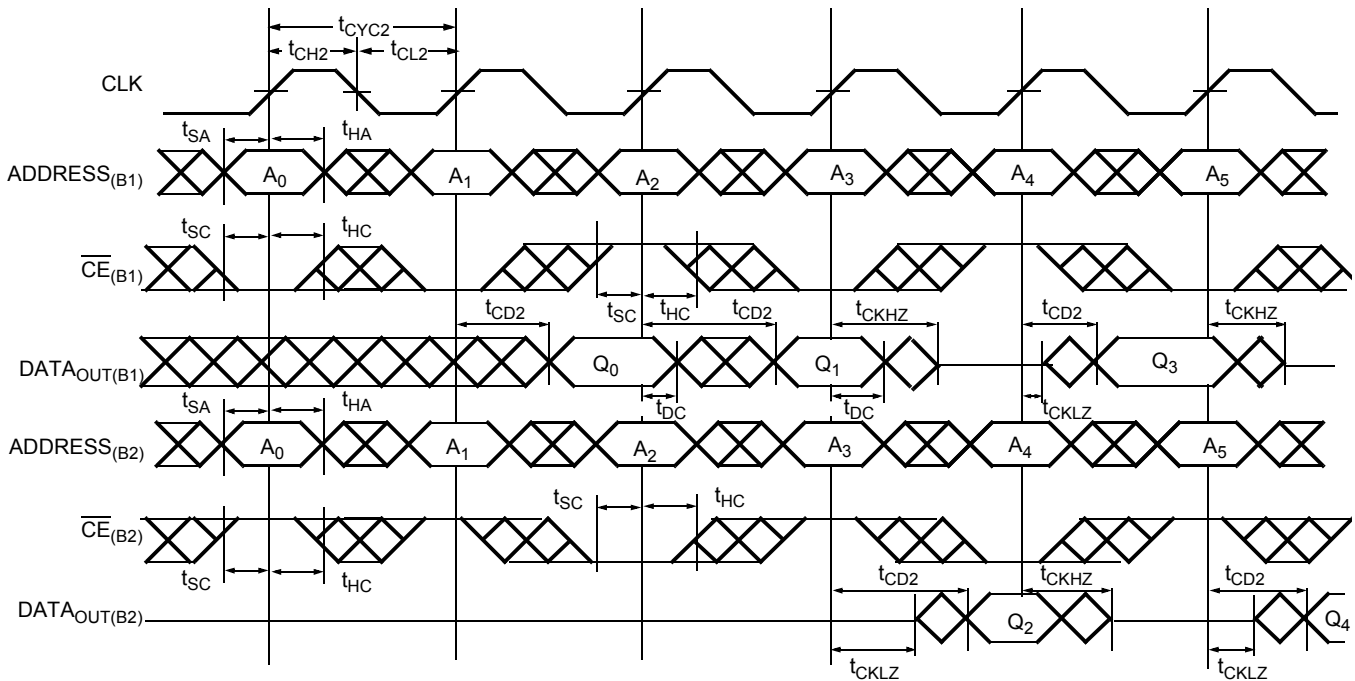 tCYC2
tCH2 tCL2
CLK
tSA tHA
ADDRESS(B1) A0 A1 A2 A3 A4 A5
tSC tHC
CE(B1)
tSC tHC
tCD2 tCD2 tCKHZ tCD2 tCKHZ
DATAOUT(B1) Q0 Q1 Q3
tDC tDC tCKLZ
tSA tHA
ADDRESS(B2) A0 A1 A2 A3 A4 A5
tSC tHC
CE(B2)
tSC tHC
tCD2 tCKHZ tCD2
DATAOUT(B2) Q2 Q4
tCKLZ tCKLZ